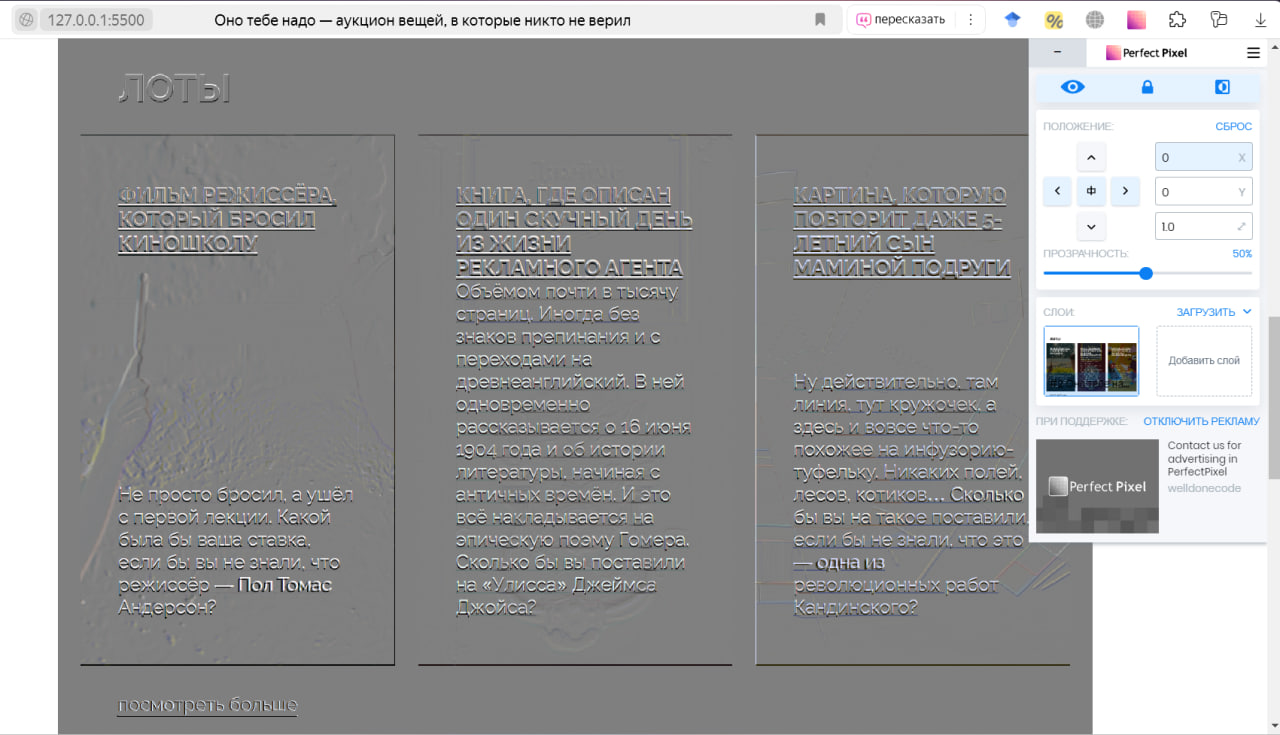 127.0.0.1:5500
Оно тебе надо — аукцион вещей, в которые никто не верил
пересказать
%
ЛОТЫ
ФИЛЬМ РЕЖИССЁРА,
КОТОРЫЙ БРОСИЛ
КИНОШКОЛУ
Не просто бросил, а ушёл
с первой лекции. Какой
была бы ваша ставка,
если бы вы не знали, что
режиссёр — Пол Томас
Андерсон?
КНИГА, ГДЕ ОПИСАН
ОДИН СКУЧНЫЙ ДЕНЬ
ИЗ ЖИЗНИ
РЕКЛАМНОГО АГЕНТА
Объёмом почти в тысячу
страниц. Иногда без
знаков препинания и с
переходами на
древнеанглийский. В ней
одновременно
рассказывается о 16 июня
1904 года и об истории
литературы, начиная с
античных времён. И это
всё накладывается на
эпическую поэму Гомера.
Сколько бы вы поставили
на «Улисса» Джеймса
Джойса?
КАРТИНА, КОТОРУЮ
ПОВТОРИТ ДАЖЕ 5-
ЛЕТНИЙ СЫН
МАМИНОЙ ПОДРУГИ
Ну действительно, там
линия, тут кружочек, а
здесь и вовсе что-то
похожее на инфузорию-
туфельку. Никаких полей,
лесов, котиков... Сколько
бы вы на такое поставили,
если бы не знали, что это
— одна из
революционных работ
Кандинского?
посмотреть больше
Perfect Pixel
ПОЛОЖЕНИЕ:
СБРОС
0 X
0 Y
1.0
ПРОЗРАЧНОСТЬ:
50%
СЛОИ:
ЗАГРУЗИТЬ
Добавить слой
ПРИ ПОДДЕРЖКЕ:
ОТКЛЮЧИТЬ РЕКЛАМУ
Perfect Pixel
Contact us for
advertising in
PerfectPixel
welldonecode